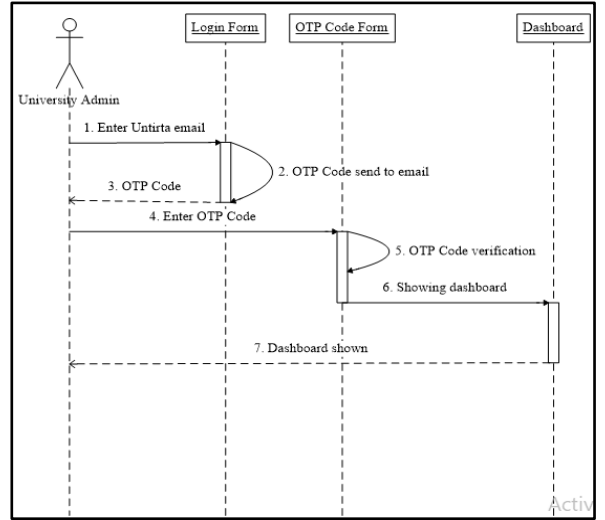 Login Form
OTP Code Form
Dashboard
University Admin
1. Enter Untirta email
2. OTP Code send to email
3. OTP Code
4. Enter OTP Code
5. OTP Code verification
6. Showing dashboard
7. Dashboard shown
Activ